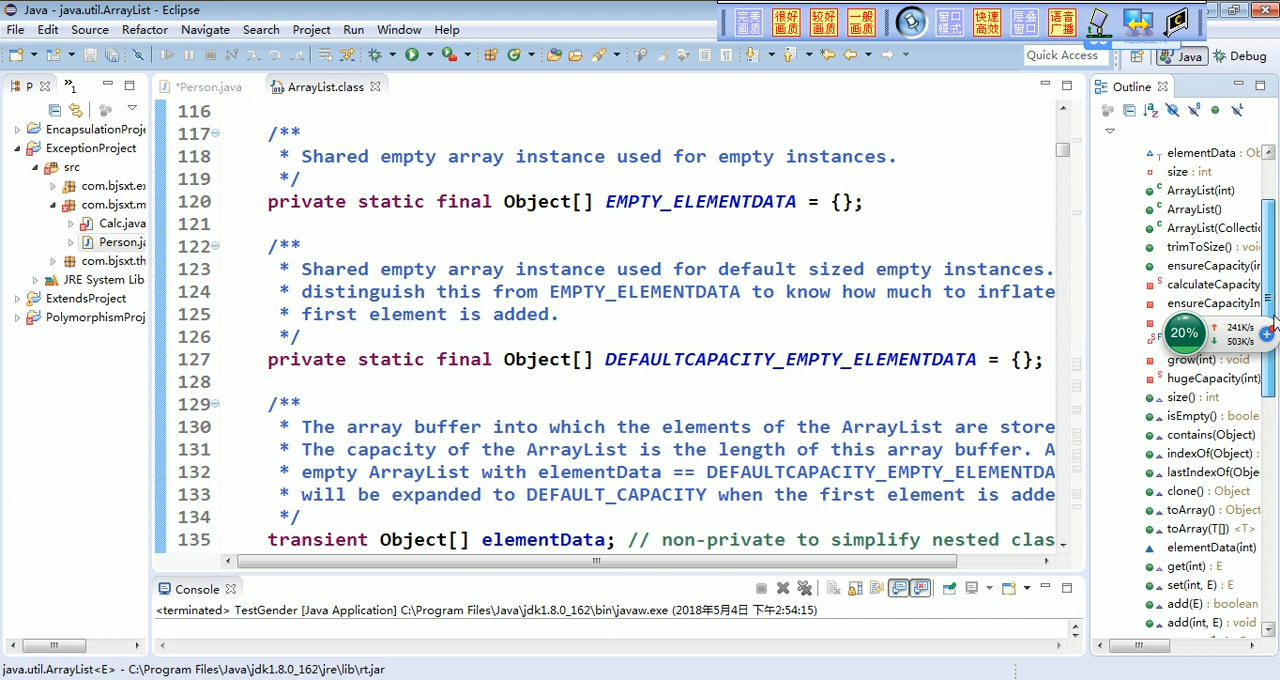 Java - java.util.ArrayList - Eclipse
File Edit Source Refactor Navigate Search Project Run Window Help
完美画质 很好画质 较好画质 一般画质 窗口模式 快速高效 层叠窗口 语音广播
Quick Access Java Debug
P »1
*Person.java ArrayList.class
Outline
EncapsulationProje
ExceptionProject
src
com.bjsxt.ex
com.bjsxt.m
Calc.java
Person.ja
com.bjsxt.th
JRE System Lib
ExtendsProject
PolymorphismProj
116
117 /**
118 * Shared empty array instance used for empty instances.
119 */
120 private static final Object[] EMPTY_ELEMENTDATA = {};
121
122 /**
123 * Shared empty array instance used for default sized empty instances.
124 * distinguish this from EMPTY_ELEMENTDATA to know how much to inflate
125 * first element is added.
126 */
127 private static final Object[] DEFAULTCAPACITY_EMPTY_ELEMENTDATA = {};
128
129 /**
130 * The array buffer into which the elements of the ArrayList are store
131 * The capacity of the ArrayList is the length of this array buffer. A
132 * empty ArrayList with elementData == DEFAULTCAPACITY_EMPTY_ELEMENTDA
133 * will be expanded to DEFAULT_CAPACITY when the first element is adde
134 */
135 transient Object[] elementData; // non-private to simplify nested clas
elementData : Ob
size : int
ArrayList(int)
ArrayList()
ArrayList(Collectio
trimToSize() : void
ensureCapacity(in
calculateCapacity
ensureCapacityIn
20% 241K/s
503K/s
grow(int) : void
hugeCapacity(int)
size() : int
isEmpty() : boole
contains(Object) :
indexOf(Object) :
lastIndexOf(Obje
clone() : Object
toArray() : Object
toArray(T[]) <T>
elementData(int)
get(int) : E
set(int, E) : E
add(E) : boolean
add(int, E) : void
Console
<terminated> TestGender [Java Application] C:\Program Files\Java\jdk1.8.0_162\bin\javaw.exe (2018年5月4日 下午2:54:15)
java.util.ArrayList<E> - C:\Program Files\Java\jdk1.8.0_162\jre\lib\rt.jar